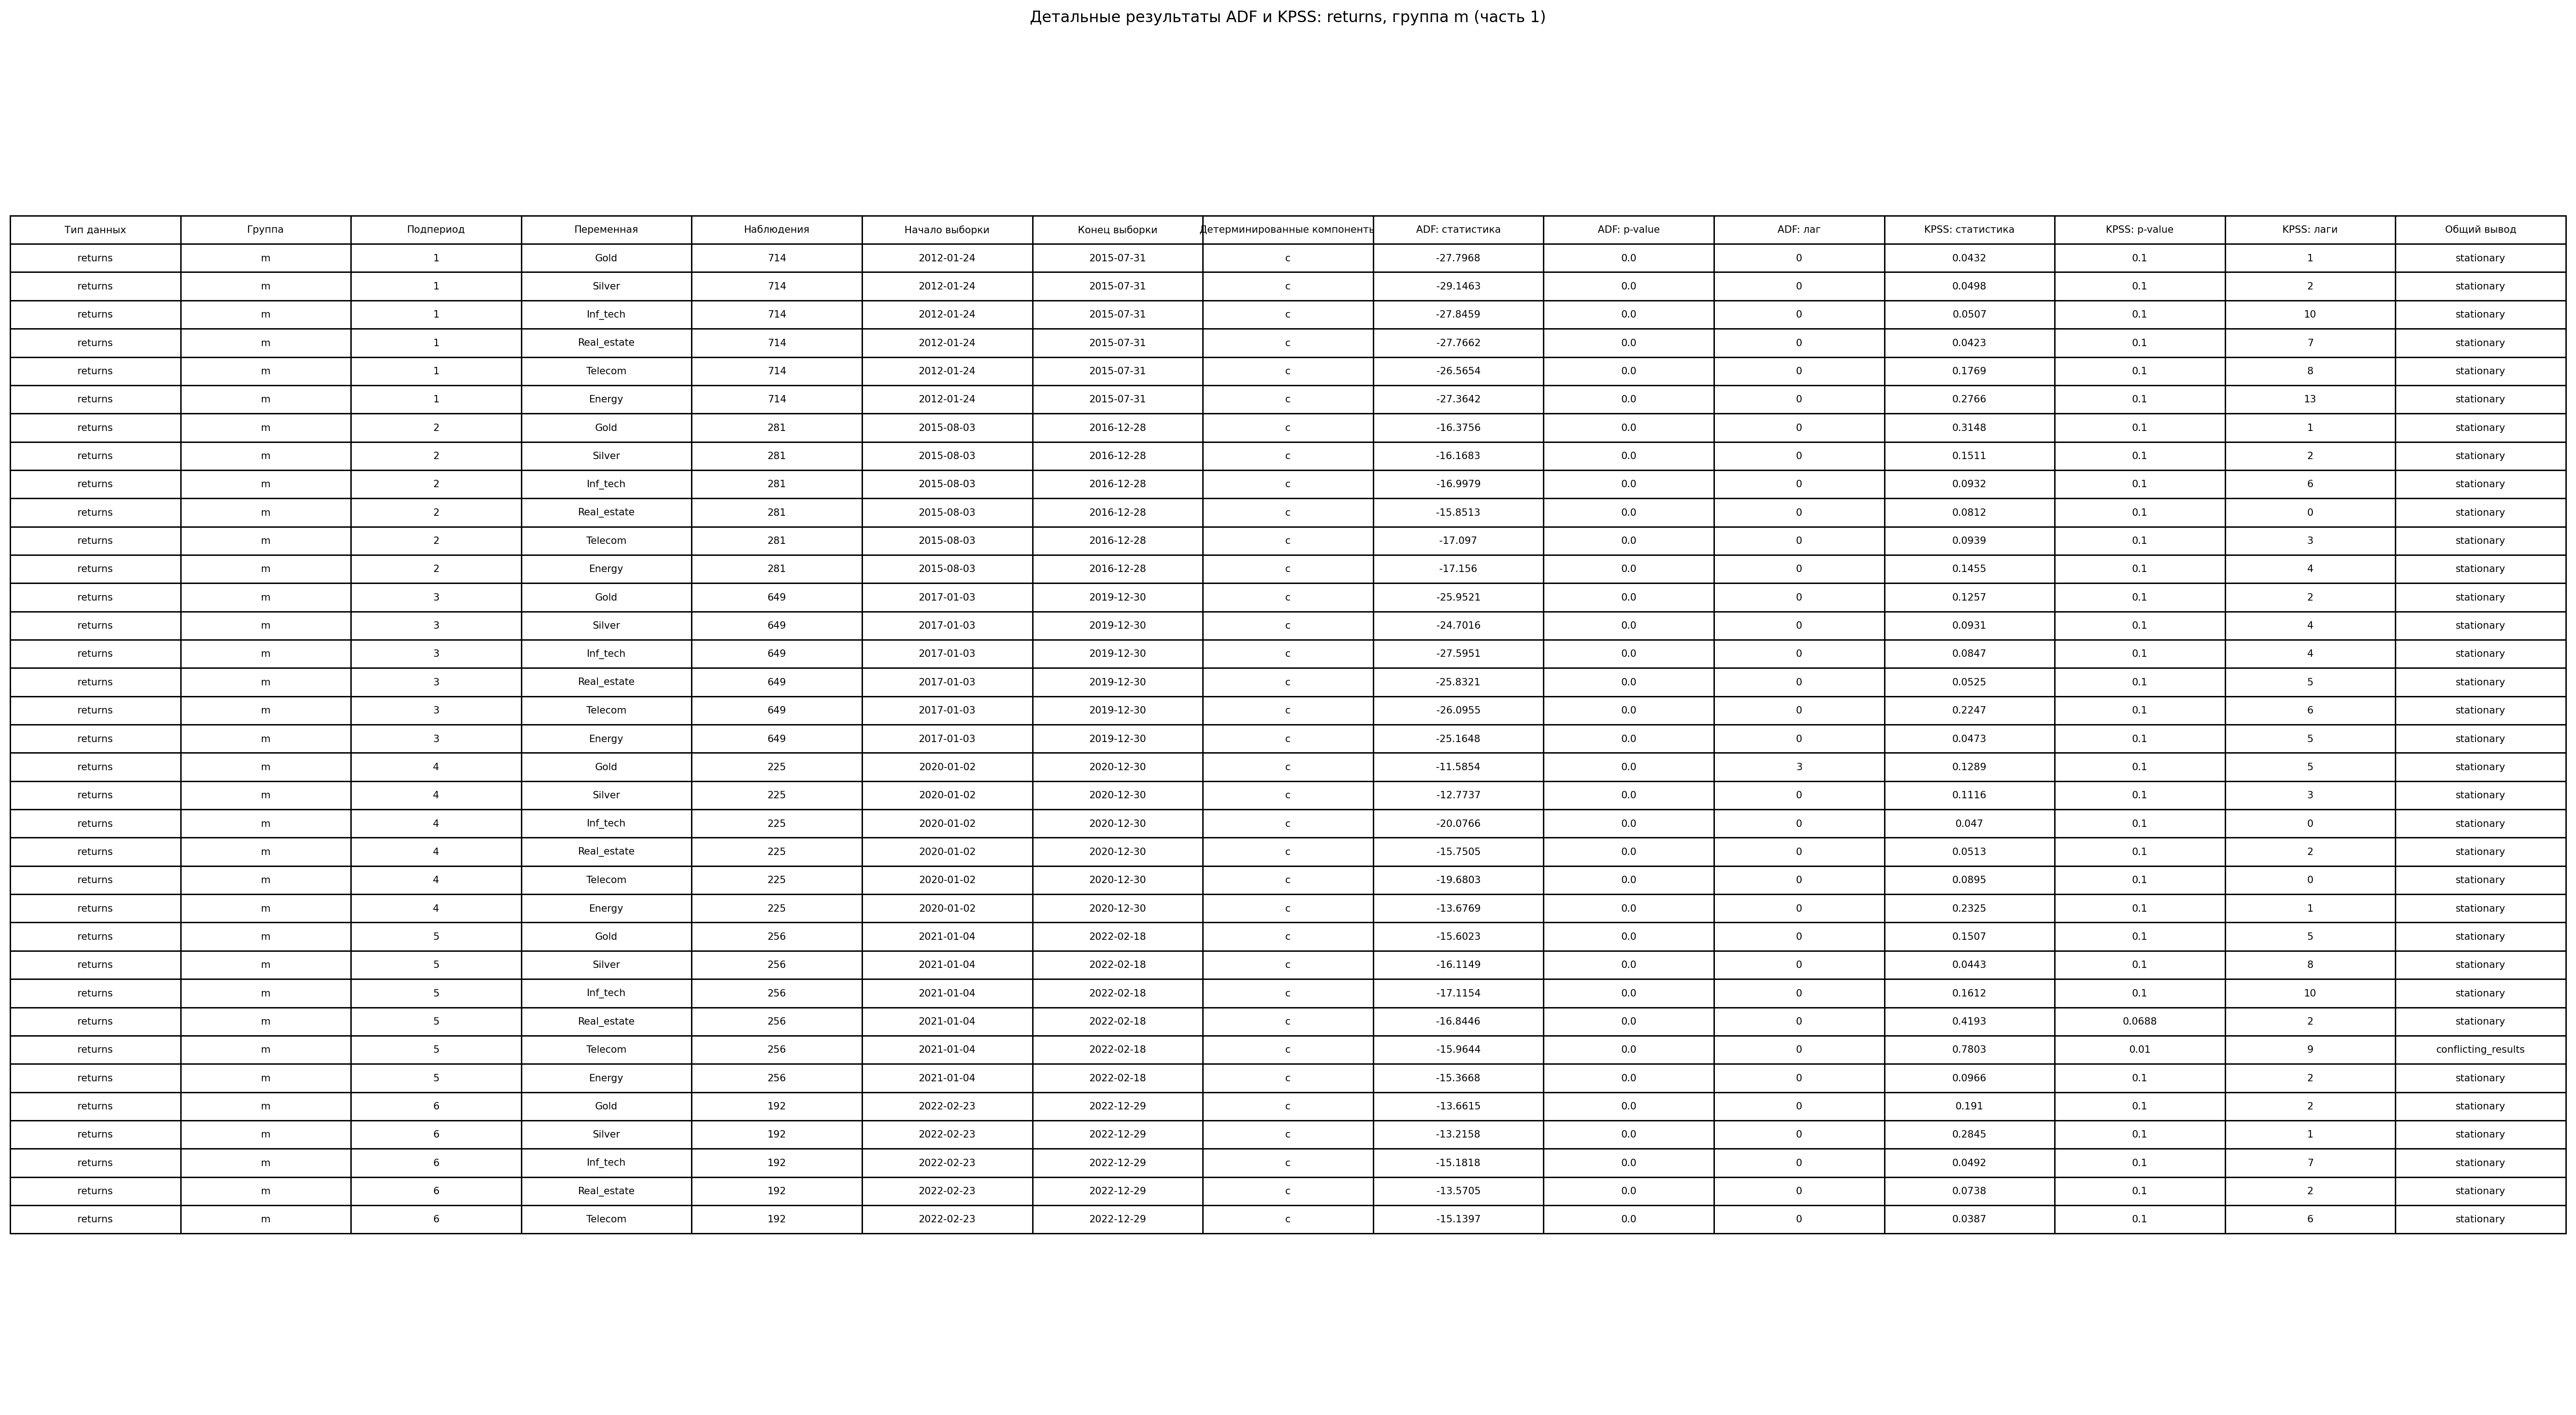 Детальные результаты ADF и KPSS: returns, группа m (часть 1)
Тип данных Группа Подпериод Переменная Наблюдения Начало выборки Конец выборки Детерминированные компоненты ADF: статистика ADF: p-value ADF: лаг KPSS: статистика KPSS: p-value KPSS: лаги Общий вывод
returns m 1 Gold 714 2012-01-24 2015-07-31 c -27.7968 0.0 0 0.0432 0.1 1 stationary
returns m 1 Silver 714 2012-01-24 2015-07-31 c -29.1463 0.0 0 0.0498 0.1 2 stationary
returns m 1 Inf_tech 714 2012-01-24 2015-07-31 c -27.8459 0.0 0 0.0507 0.1 10 stationary
returns m 1 Real_estate 714 2012-01-24 2015-07-31 c -27.7662 0.0 0 0.0423 0.1 7 stationary
returns m 1 Telecom 714 2012-01-24 2015-07-31 c -26.5654 0.0 0 0.1769 0.1 8 stationary
returns m 1 Energy 714 2012-01-24 2015-07-31 c -27.3642 0.0 0 0.2766 0.1 13 stationary
returns m 2 Gold 281 2015-08-03 2016-12-28 c -16.3756 0.0 0 0.3148 0.1 1 stationary
returns m 2 Silver 281 2015-08-03 2016-12-28 c -16.1683 0.0 0 0.1511 0.1 2 stationary
returns m 2 Inf_tech 281 2015-08-03 2016-12-28 c -16.9979 0.0 0 0.0932 0.1 6 stationary
returns m 2 Real_estate 281 2015-08-03 2016-12-28 c -15.8513 0.0 0 0.0812 0.1 0 stationary
returns m 2 Telecom 281 2015-08-03 2016-12-28 c -17.097 0.0 0 0.0939 0.1 3 stationary
returns m 2 Energy 281 2015-08-03 2016-12-28 c -17.156 0.0 0 0.1455 0.1 4 stationary
returns m 3 Gold 649 2017-01-03 2019-12-30 c -25.9521 0.0 0 0.1257 0.1 2 stationary
returns m 3 Silver 649 2017-01-03 2019-12-30 c -24.7016 0.0 0 0.0931 0.1 4 stationary
returns m 3 Inf_tech 649 2017-01-03 2019-12-30 c -27.5951 0.0 0 0.0847 0.1 4 stationary
returns m 3 Real_estate 649 2017-01-03 2019-12-30 c -25.8321 0.0 0 0.0525 0.1 5 stationary
returns m 3 Telecom 649 2017-01-03 2019-12-30 c -26.0955 0.0 0 0.2247 0.1 6 stationary
returns m 3 Energy 649 2017-01-03 2019-12-30 c -25.1648 0.0 0 0.0473 0.1 5 stationary
returns m 4 Gold 225 2020-01-02 2020-12-30 c -11.5854 0.0 3 0.1289 0.1 5 stationary
returns m 4 Silver 225 2020-01-02 2020-12-30 c -12.7737 0.0 0 0.1116 0.1 3 stationary
returns m 4 Inf_tech 225 2020-01-02 2020-12-30 c -20.0766 0.0 0 0.047 0.1 0 stationary
returns m 4 Real_estate 225 2020-01-02 2020-12-30 c -15.7505 0.0 0 0.0513 0.1 2 stationary
returns m 4 Telecom 225 2020-01-02 2020-12-30 c -19.6803 0.0 0 0.0895 0.1 0 stationary
returns m 4 Energy 225 2020-01-02 2020-12-30 c -13.6769 0.0 0 0.2325 0.1 1 stationary
returns m 5 Gold 256 2021-01-04 2022-02-18 c -15.6023 0.0 0 0.1507 0.1 5 stationary
returns m 5 Silver 256 2021-01-04 2022-02-18 c -16.1149 0.0 0 0.0443 0.1 8 stationary
returns m 5 Inf_tech 256 2021-01-04 2022-02-18 c -17.1154 0.0 0 0.1612 0.1 10 stationary
returns m 5 Real_estate 256 2021-01-04 2022-02-18 c -16.8446 0.0 0 0.4193 0.0688 2 stationary
returns m 5 Telecom 256 2021-01-04 2022-02-18 c -15.9644 0.0 0 0.7803 0.01 9 conflicting_results
returns m 5 Energy 256 2021-01-04 2022-02-18 c -15.3668 0.0 0 0.0966 0.1 2 stationary
returns m 6 Gold 192 2022-02-23 2022-12-29 c -13.6615 0.0 0 0.191 0.1 2 stationary
returns m 6 Silver 192 2022-02-23 2022-12-29 c -13.2158 0.0 0 0.2845 0.1 1 stationary
returns m 6 Inf_tech 192 2022-02-23 2022-12-29 c -15.1818 0.0 0 0.0492 0.1 7 stationary
returns m 6 Real_estate 192 2022-02-23 2022-12-29 c -13.5705 0.0 0 0.0738 0.1 2 stationary
returns m 6 Telecom 192 2022-02-23 2022-12-29 c -15.1397 0.0 0 0.0387 0.1 6 stationary